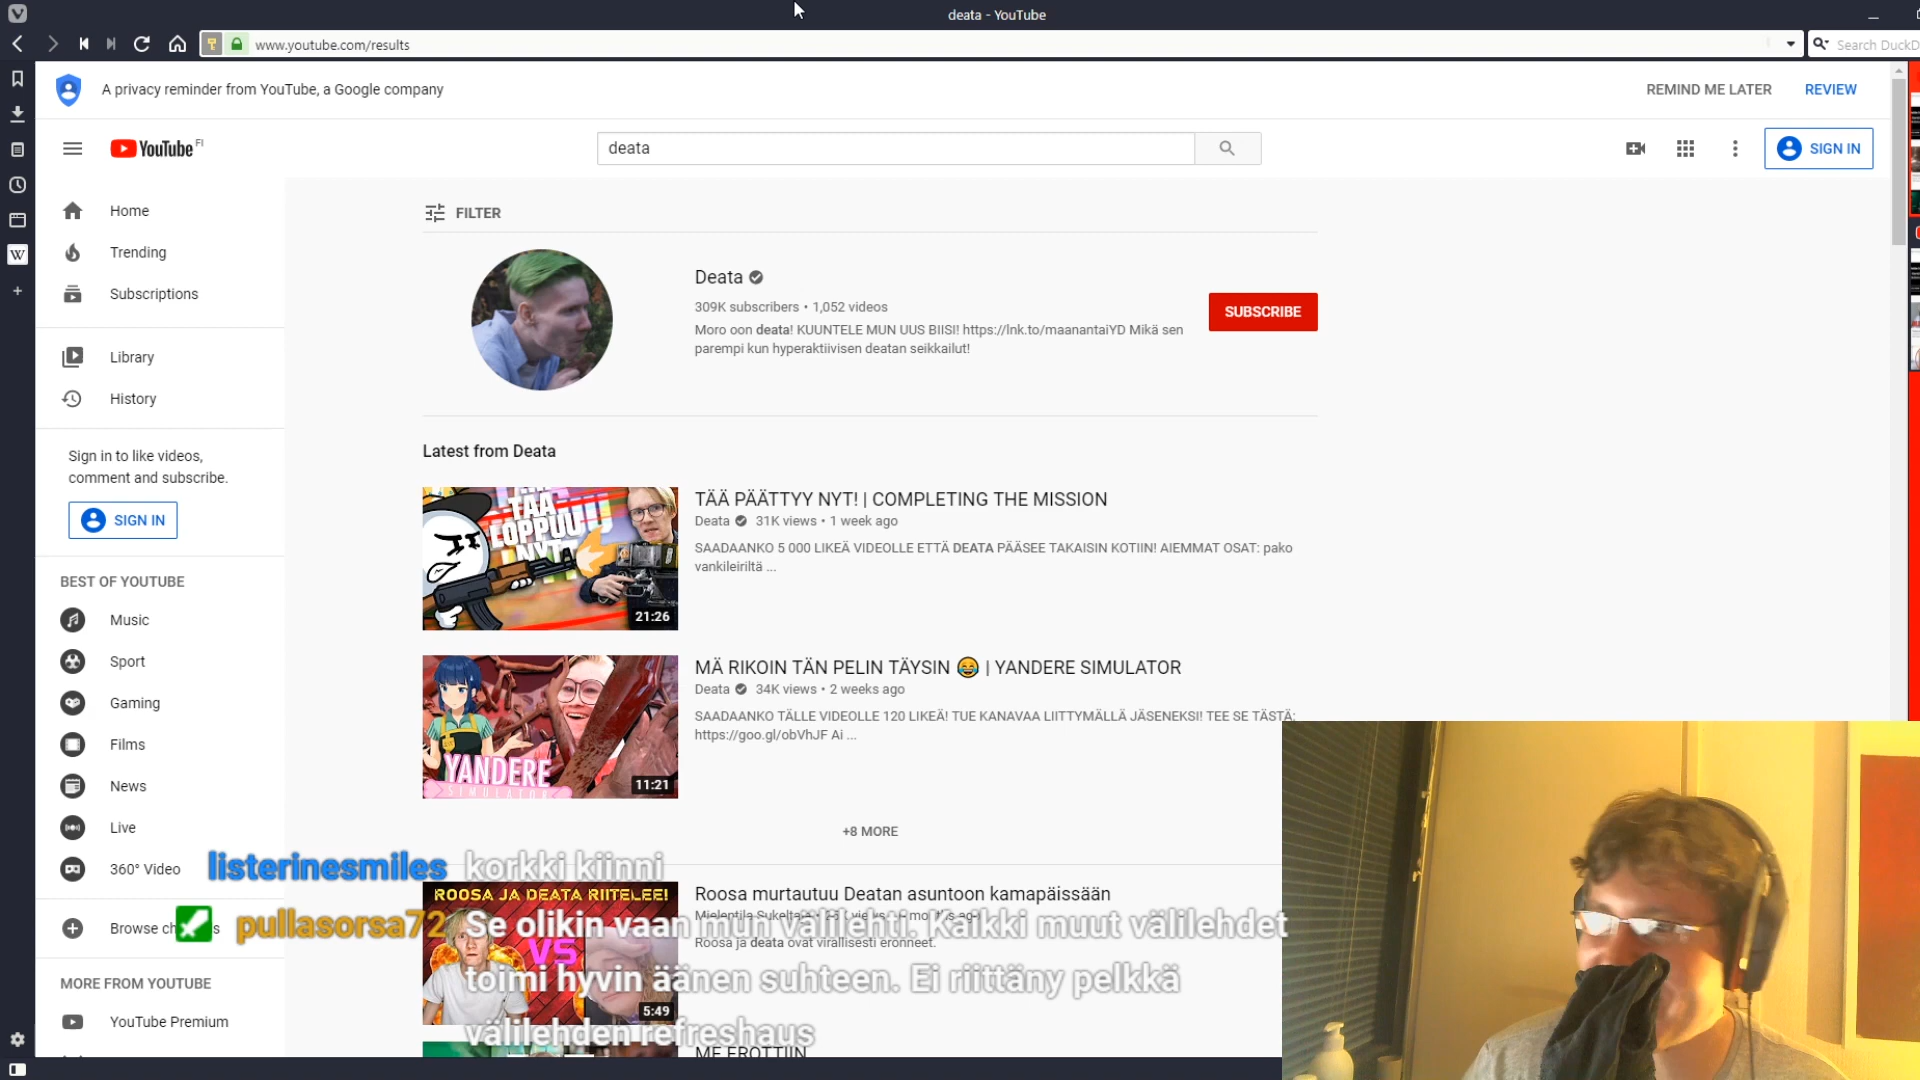 deata - YouTube
www.youtube.com/results
Search DuckD
A privacy reminder from YouTube, a Google company
REMIND ME LATER
REVIEW
YouTube FI
deata
SIGN IN
Home
Trending
Subscriptions
Library
History
Sign in to like videos,
comment and subscribe.
SIGN IN
BEST OF YOUTUBE
Music
Sport
Gaming
Films
News
Live
360° Video
Browse ch
MORE FROM YOUTUBE
YouTube Premium
FILTER
Deata
309K subscribers • 1,052 videos
Moro oon deata! KUUNTELE MUN UUS BIISI! https://lnk.to/maanantaiYD Mikä sen
parempi kun hyperaktiivisen deatan seikkailut!
SUBSCRIBE
Latest from Deata
TÄÄ
LOPPUU
NYT!
21:26
TÄÄ PÄÄTTYY NYT! | COMPLETING THE MISSION
Deata 31K views • 1 week ago
SAADAANKO 5 000 LIKEÄ VIDEOLLE ETTÄ DEATA PÄÄSEE TAKAISIN KOTIIN! AIEMMAT OSAT: pako
vankileiriltä ...
YANDERE
SIMULATOR
11:21
MÄ RIKOIN TÄN PELIN TÄYSIN 😂 | YANDERE SIMULATOR
Deata 34K views • 2 weeks ago
SAADAANKO TÄLLE VIDEOLLE 120 LIKEÄ! TUE KANAVAA LIITTYMÄLLÄ JÄSENEKSI! TEE SE TÄSTÄ;
https://goo.gl/obVhJF Ai ...
+8 MORE
ROOSA JA DEATA RIITELEE!
VS
5:49
Roosa murtautuu Deatan asuntoon kamapäissään
Roosa ja deata ovat virallisesti eronneet.
listerinesmiles korkki kiinni
pullasorsa72 Se olikin vaan mun välilehti. Kaikki muut välilehdet
toimi hyvin äänen suhteen. Ei riittäny pelkkä
välilehden refreshaus